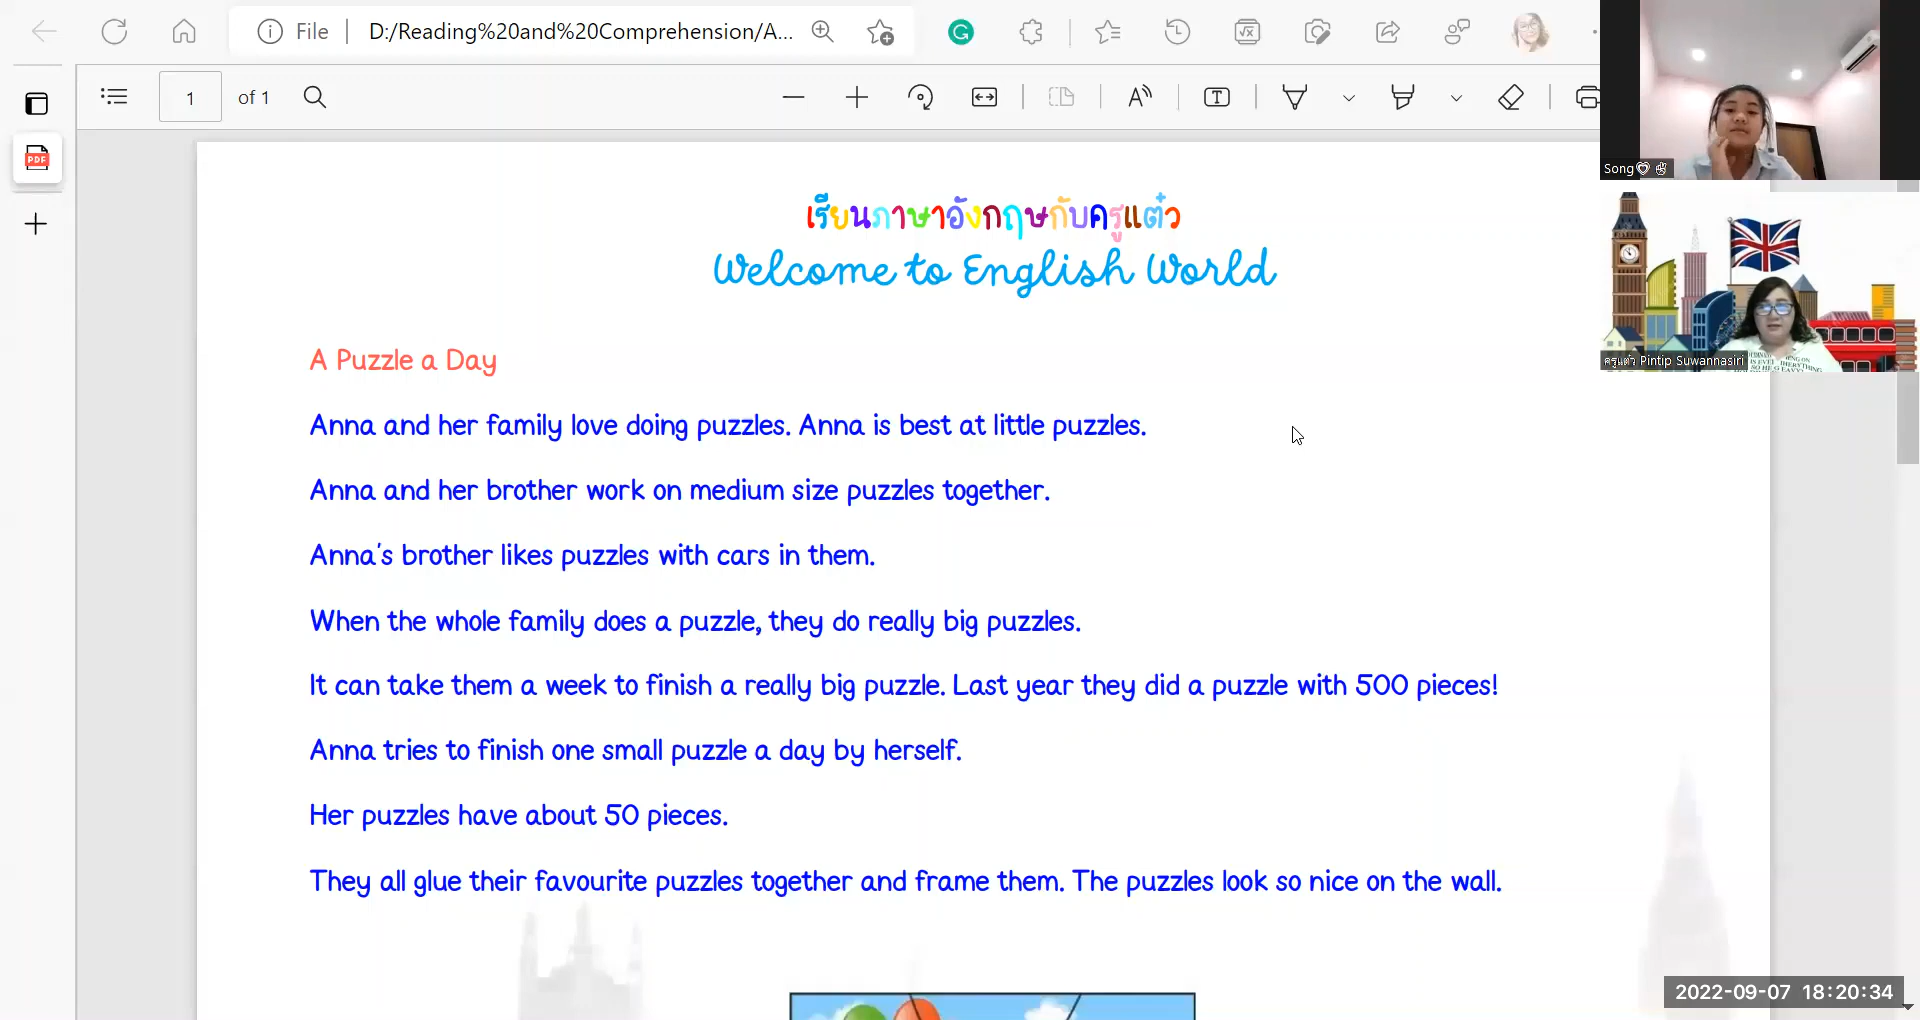 File
D:/Reading%20and%20Comprehension/A...
1 of 1
PDF
เรียนภาษาอังกฤษกับครูแต๋ว
Welcome to English World
A Puzzle a Day
Anna and her family love doing puzzles. Anna is best at little puzzles.
Anna and her brother work on medium size puzzles together.
Anna's brother likes puzzles with cars in them.
When the whole family does a puzzle, they do really big puzzles.
It can take them a week to finish a really big puzzle. Last year they did a puzzle with 500 pieces!
Anna tries to finish one small puzzle a day by herself.
Her puzzles have about 50 pieces.
They all glue their favourite puzzles together and frame them. The puzzles look so nice on the wall.
Song
ครูแต๋ว Pintip Suwannasiri
2022-09-07 18:20:34